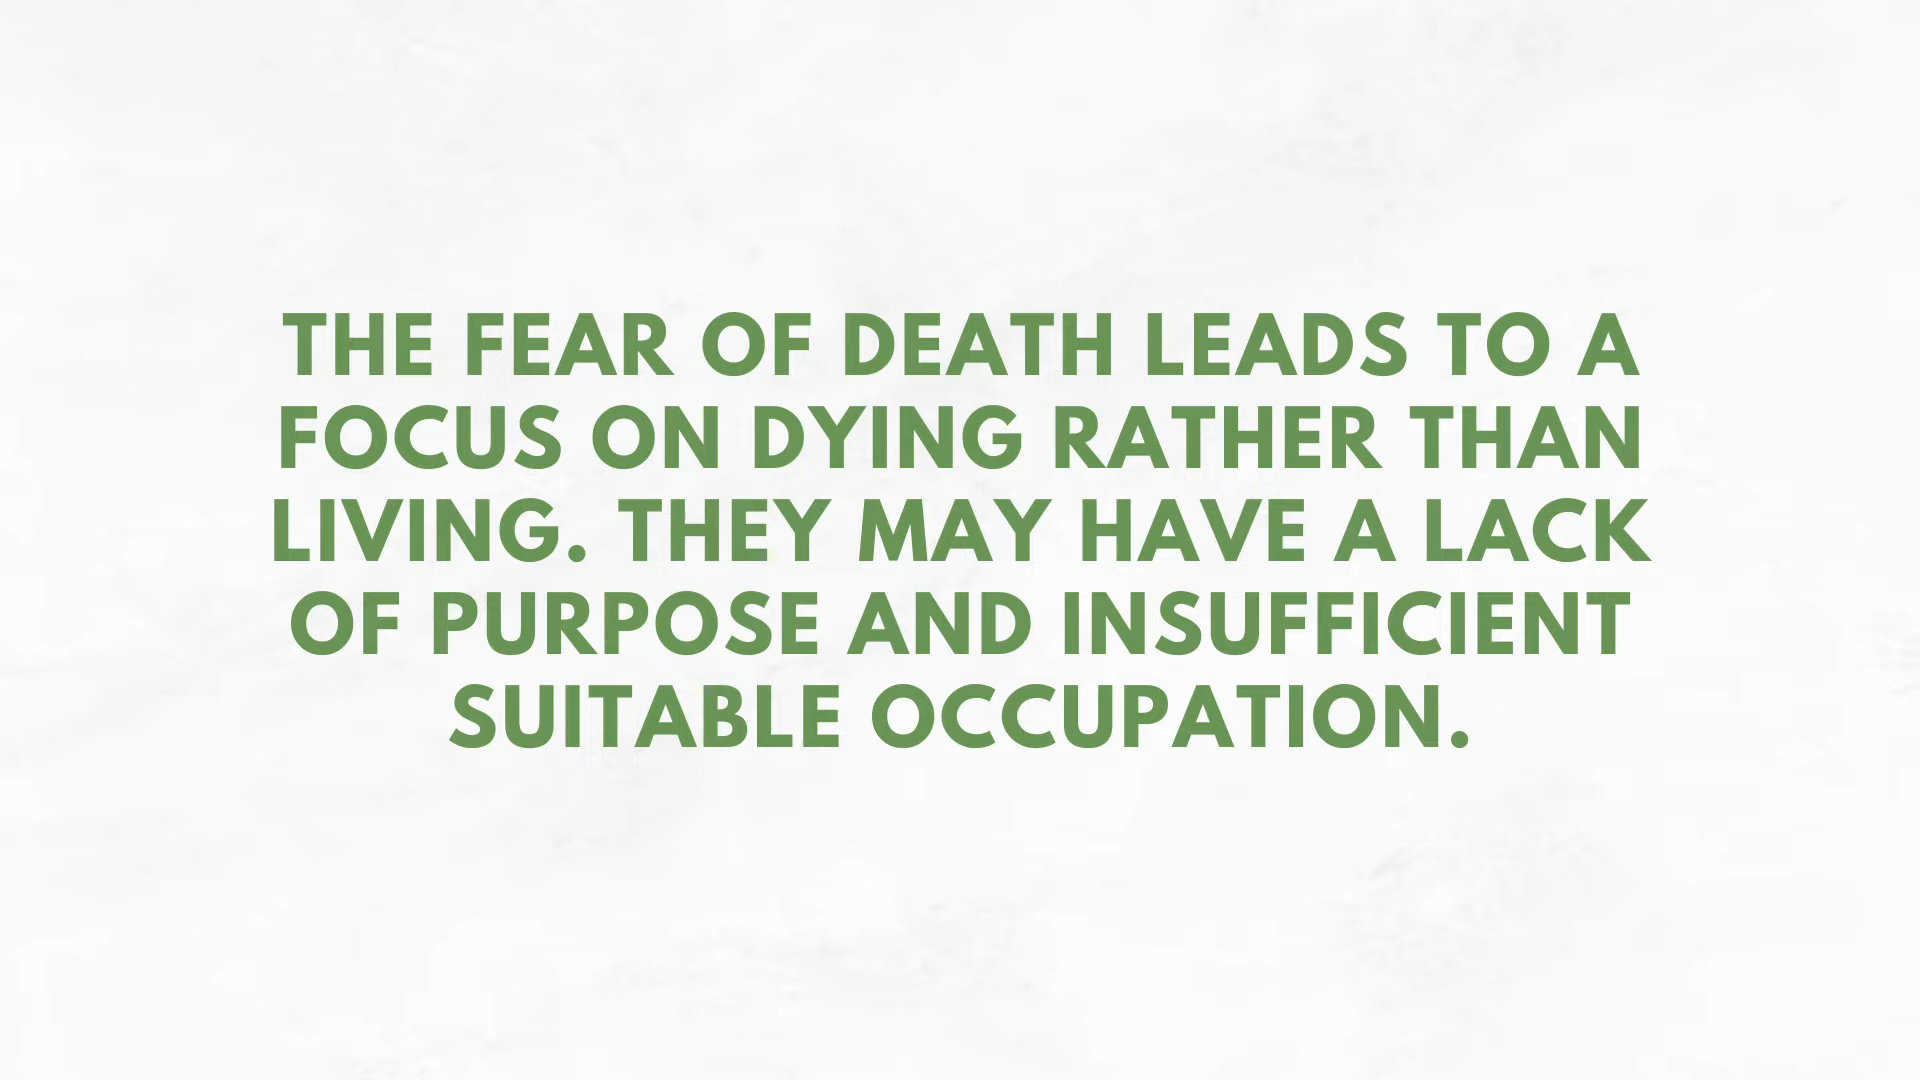 THE FEAR OF DEATH LEADS TO A
FOCUS ON DYING RATHER THAN
LIVING. THEY MAY HAVE A LACK
OF PURPOSE AND INSUFFICIENT
SUITABLE OCCUPATION.